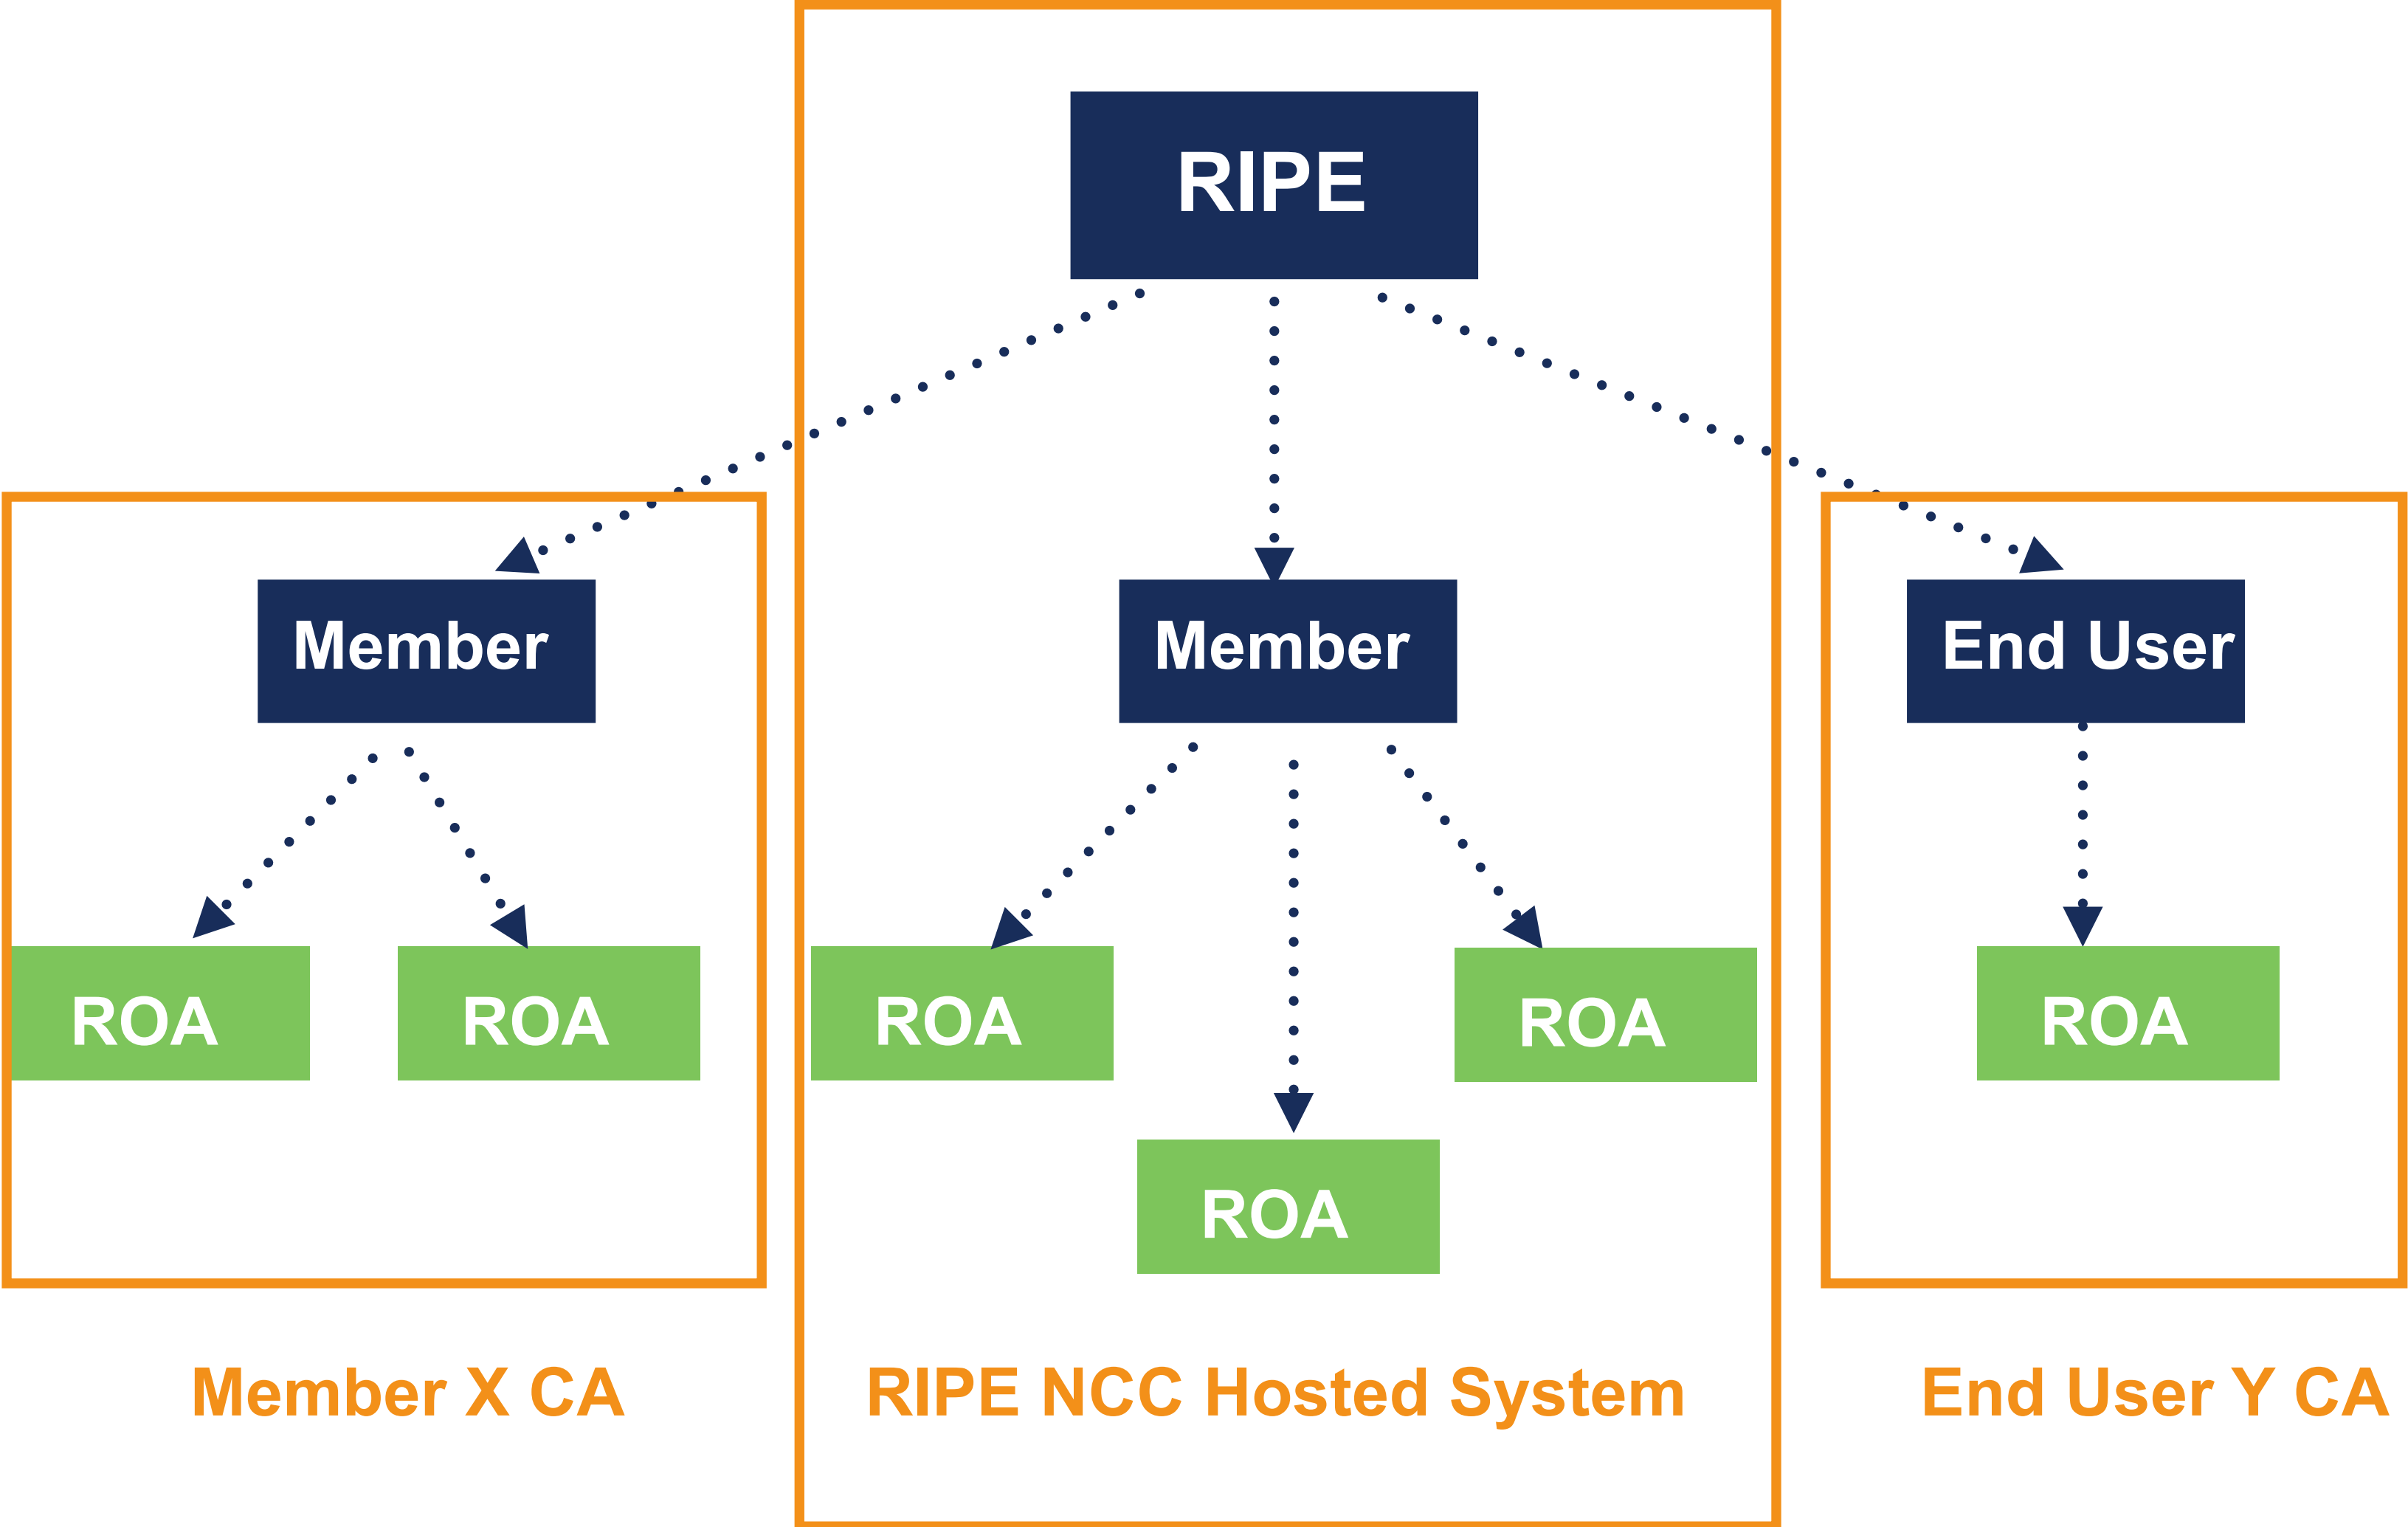 RIPE
Member
Member
End User
ROA
ROA
ROA
ROA
ROA
ROA
Member X CA
RIPE NCC Hosted System
End User Y CA